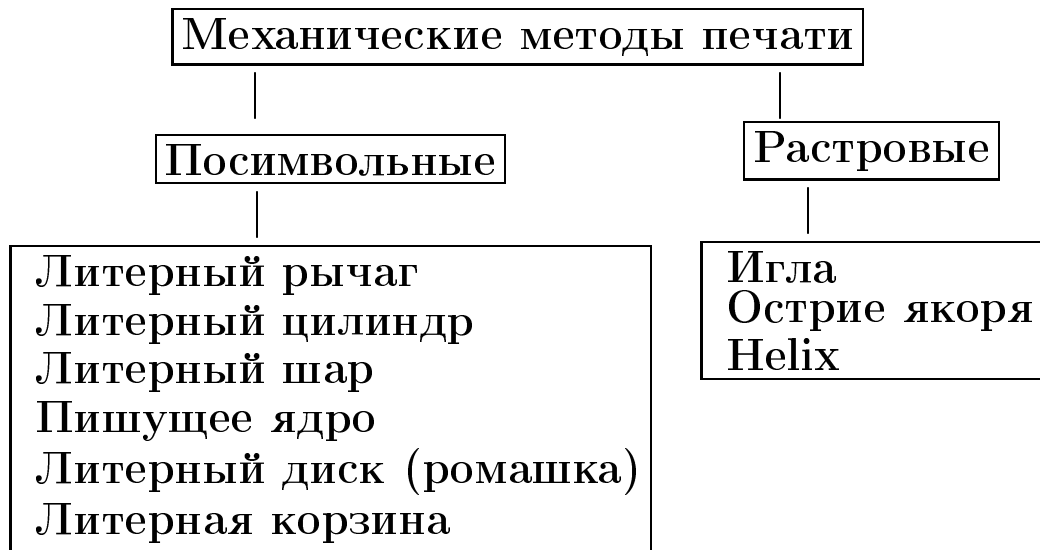 Механические методы печати
Посимвольные
Растровые
Литерный рычаг
Литерный цилиндр
Литерный шар
Пишущее ядро
Литерный диск (ромашка)
Литерная корзина
Игла
Острие якоря
Helix